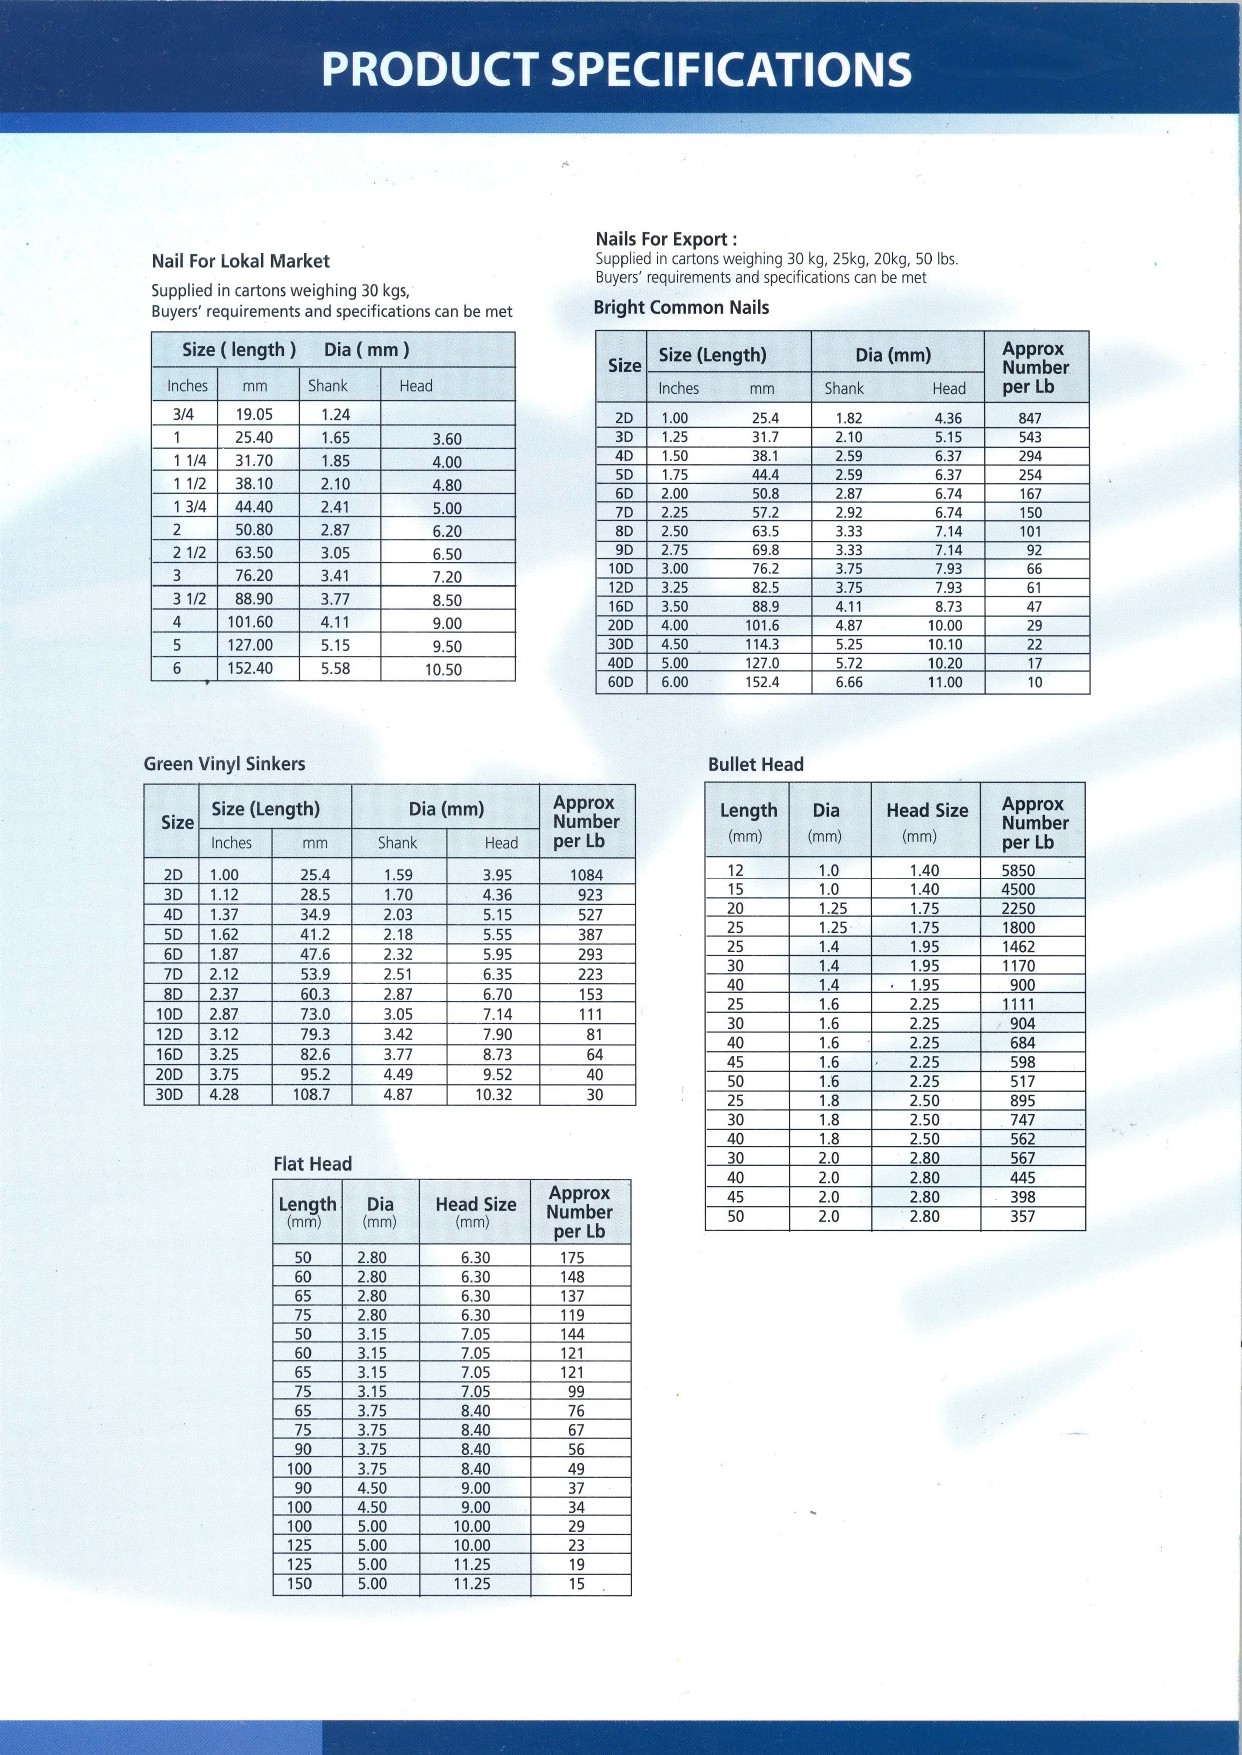 PRODUCT SPECIFICATIONS
Nail For Lokal Market
Supplied in cartons weighing 30 kgs,
Buyers' requirements and specifications can be met
Size ( length ) Dia ( mm )
Inches mm Shank Head
3/4 19.05 1.24
1 25.40 1.65 3.60
1 1/4 31.70 1.85 4.00
1 1/2 38.10 2.10 4.80
1 3/4 44.40 2.41 5.00
2 50.80 2.87 6.20
2 1/2 63.50 3.05 6.50
3 76.20 3.41 7.20
3 1/2 88.90 3.77 8.50
4 101.60 4.11 9.00
5 127.00 5.15 9.50
6 152.40 5.58 10.50
Nails For Export :
Supplied in cartons weighing 30 kg, 25kg, 20kg, 50 lbs.
Buyers' requirements and specifications can be met
Bright Common Nails
Size Size (Length) Dia (mm) Approx
Number
per Lb
Inches mm Shank Head
2D 1.00 25.4 1.82 4.36 847
3D 1.25 31.7 2.10 5.15 543
4D 1.50 38.1 2.59 6.37 294
5D 1.75 44.4 2.59 6.37 254
6D 2.00 50.8 2.87 6.74 167
7D 2.25 57.2 2.92 6.74 150
8D 2.50 63.5 3.33 7.14 101
9D 2.75 69.8 3.33 7.14 92
10D 3.00 76.2 3.75 7.93 66
12D 3.25 82.5 3.75 7.93 61
16D 3.50 88.9 4.11 8.73 47
20D 4.00 101.6 4.87 10.00 29
30D 4.50 114.3 5.25 10.10 22
40D 5.00 127.0 5.72 10.20 17
60D 6.00 152.4 6.66 11.00 10
Green Vinyl Sinkers
Size Size (Length) Dia (mm) Approx
Number
per Lb
Inches mm Shank Head
2D 1.00 25.4 1.59 3.95 1084
3D 1.12 28.5 1.70 4.36 923
4D 1.37 34.9 2.03 5.15 527
5D 1.62 41.2 2.18 5.55 387
6D 1.87 47.6 2.32 5.95 293
7D 2.12 53.9 2.51 6.35 223
8D 2.37 60.3 2.87 6.70 153
10D 2.87 73.0 3.05 7.14 111
12D 3.12 79.3 3.42 7.90 81
16D 3.25 82.6 3.77 8.73 64
20D 3.75 95.2 4.49 9.52 40
30D 4.28 108.7 4.87 10.32 30
Bullet Head
Length Dia Head Size Approx
Number
per Lb
(mm) (mm) (mm)
12 1.0 1.40 5850
15 1.0 1.40 4500
20 1.25 1.75 2250
25 1.25 1.75 1800
25 1.4 1.95 1462
30 1.4 1.95 1170
40 1.4 1.95 900
25 1.6 2.25 1111
30 1.6 2.25 904
40 1.6 2.25 684
45 1.6 2.25 598
50 1.6 2.25 517
25 1.8 2.50 895
30 1.8 2.50 747
40 1.8 2.50 562
30 2.0 2.80 567
40 2.0 2.80 445
45 2.0 2.80 398
50 2.0 2.80 357
Flat Head
Length Dia Head Size Approx
Number
per Lb
(mm) (mm) (mm)
50 2.80 6.30 175
60 2.80 6.30 148
65 2.80 6.30 137
75 2.80 6.30 119
50 3.15 7.05 144
60 3.15 7.05 121
65 3.15 7.05 121
75 3.15 7.05 99
65 3.75 8.40 76
75 3.75 8.40 67
90 3.75 8.40 56
100 3.75 8.40 49
90 4.50 9.00 37
100 4.50 9.00 34
100 5.00 10.00 29
125 5.00 10.00 23
125 5.00 11.25 19
150 5.00 11.25 15